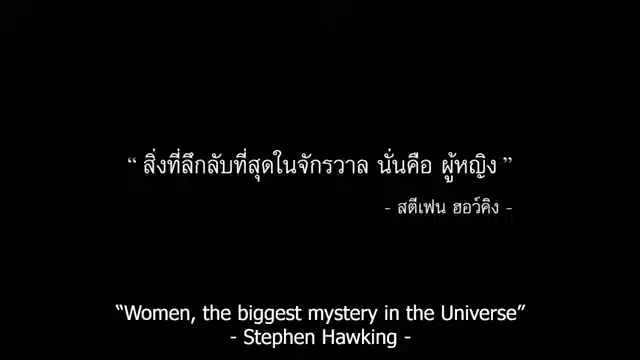 “ สิ่งที่ลึกลับที่สุดในจักรวาล นั่นคือ ผู้หญิง ”
- สตีเฟน ฮอว์คิง -
“Women, the biggest mystery in the Universe”
- Stephen Hawking -